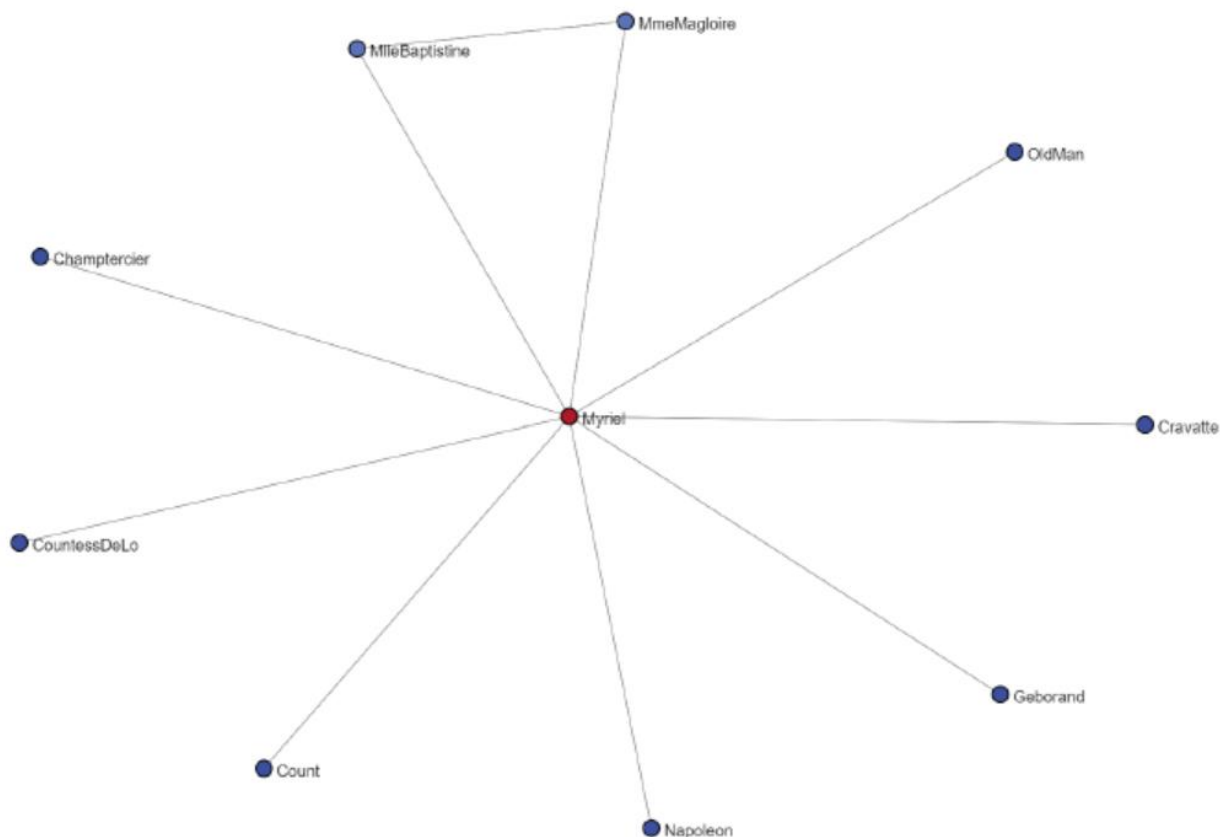 MmeMagloire
MlleBaptistine
OldMan
Champtercier
Myriel
Cravatte
CountessDeLo
Geborand
Count
Napoleon